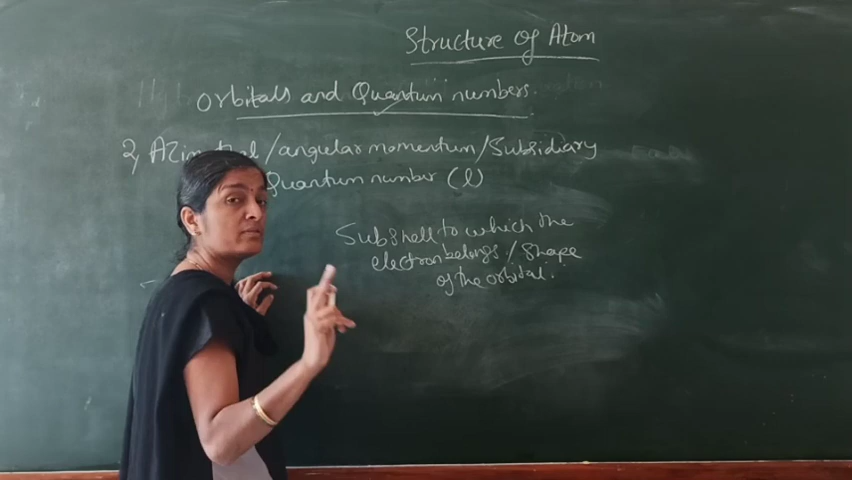 Structure of Atom
Orbitals and Quantum numbers.
2) Azimuthal/angular momentum/Subsidiary
Quantum number (l)
Subshell to which the
electron belongs/Shape
of the orbital.